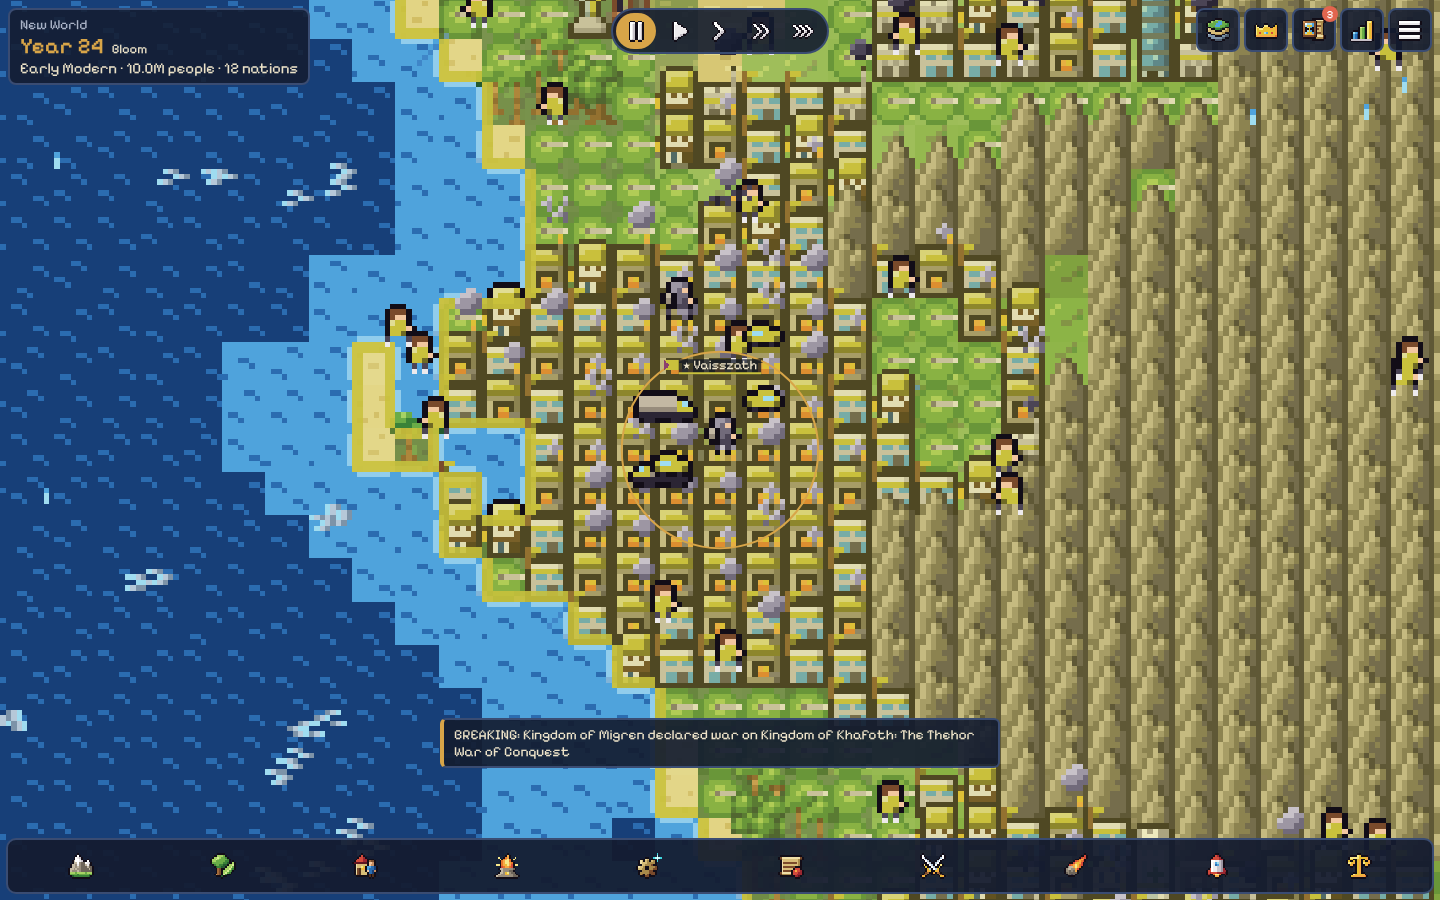 New World
Year 24 Bloom
Early Modern · 10.0M people · 12 nations
3
★ Vaisszath
BREAKING: Kingdom of Migren declared war on Kingdom of Khafoth: The Thehor
War of Conquest